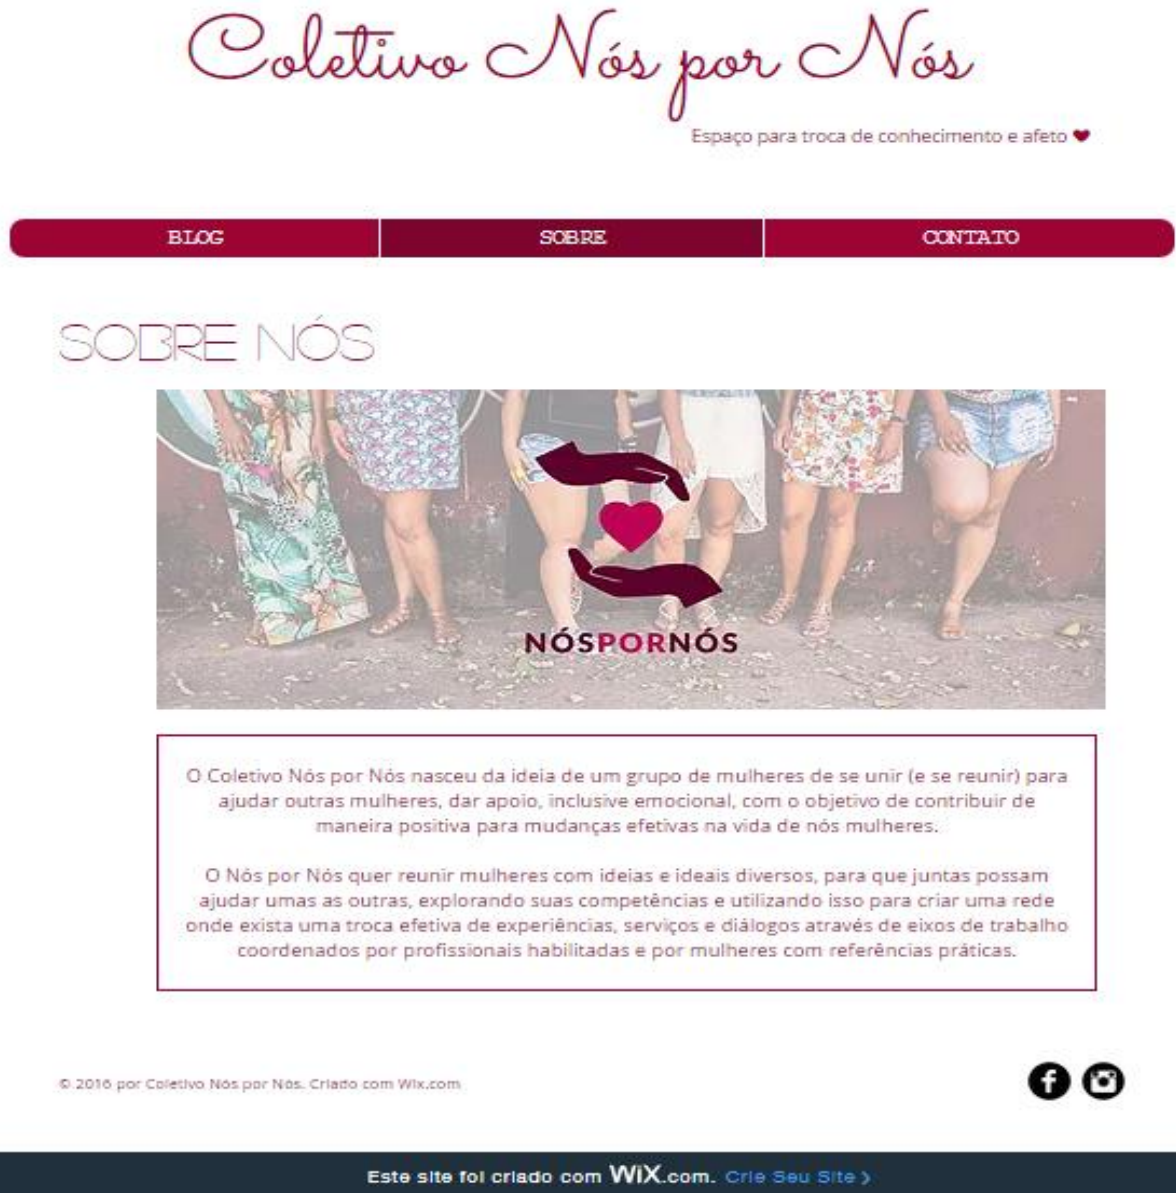 Coletivo Nós por Nós
Espaço para troca de conhecimento e afeto
BLOG
SOBRE
CONTATO
SOBRE NÓS
NÓSPORNÓS
O Coletivo Nós por Nós nasceu da ideia de um grupo de mulheres de se unir (e se reunir) para
ajudar outras mulheres, dar apoio, inclusive emocional, com o objetivo de contribuir de
maneira positiva para mudanças efetivas na vida de nós mulheres.
O Nós por Nós quer reunir mulheres com ideias e ideais diversos, para que juntas possam
ajudar umas as outras, explorando suas competências e utilizando isso para criar uma rede
onde exista uma troca efetiva de experiências, serviços e diálogos através de eixos de trabalho
coordenados por profissionais habilitadas e por mulheres com referências práticas.
© 2016 por Coletivo Nós por Nós. Criado com Wix.com
Este site foi criado com WiX.com. Crie Seu Site >